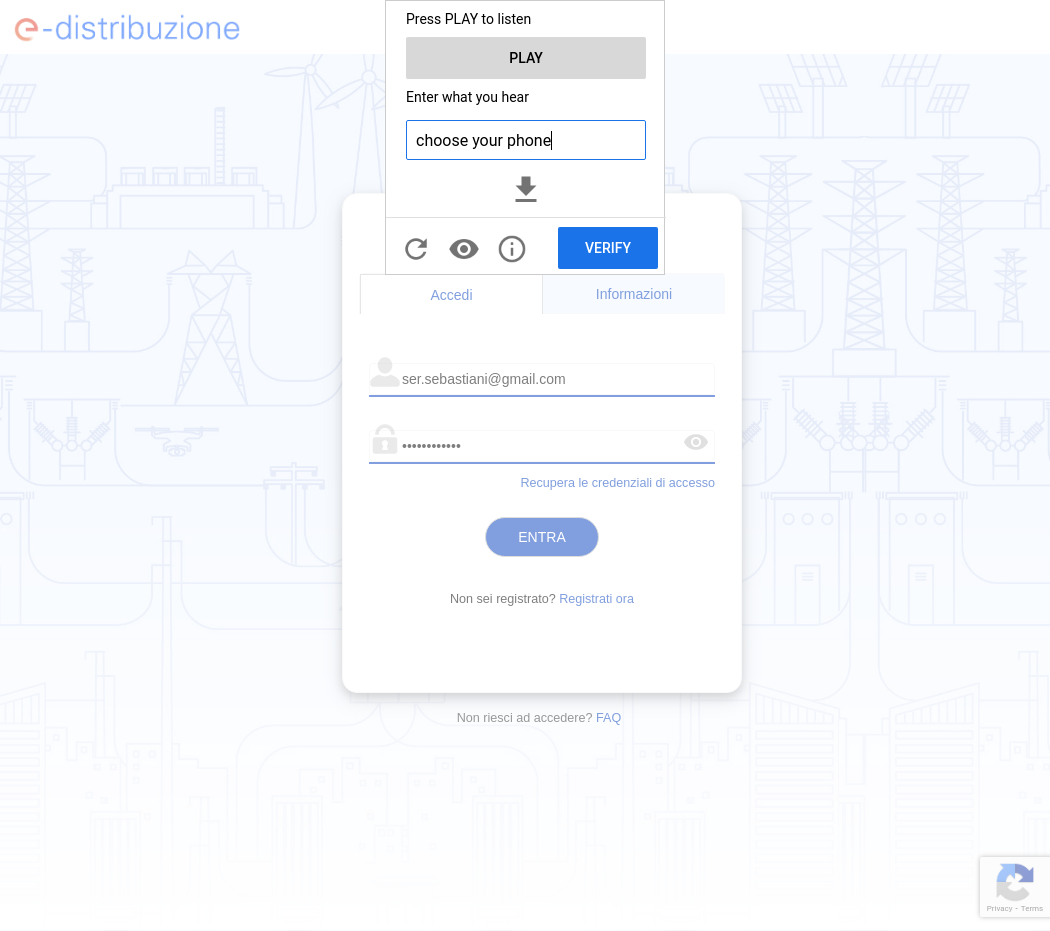 e-distribuzione
Press PLAY to listen
PLAY
Enter what you hear
choose your phone
VERIFY
Accedi
Informazioni
ser.sebastiani@gmail.com
••••••••••••
Recupera le credenziali di accesso
ENTRA
Non sei registrato? Registrati ora
Non riesci ad accedere? FAQ
Privacy - Terms